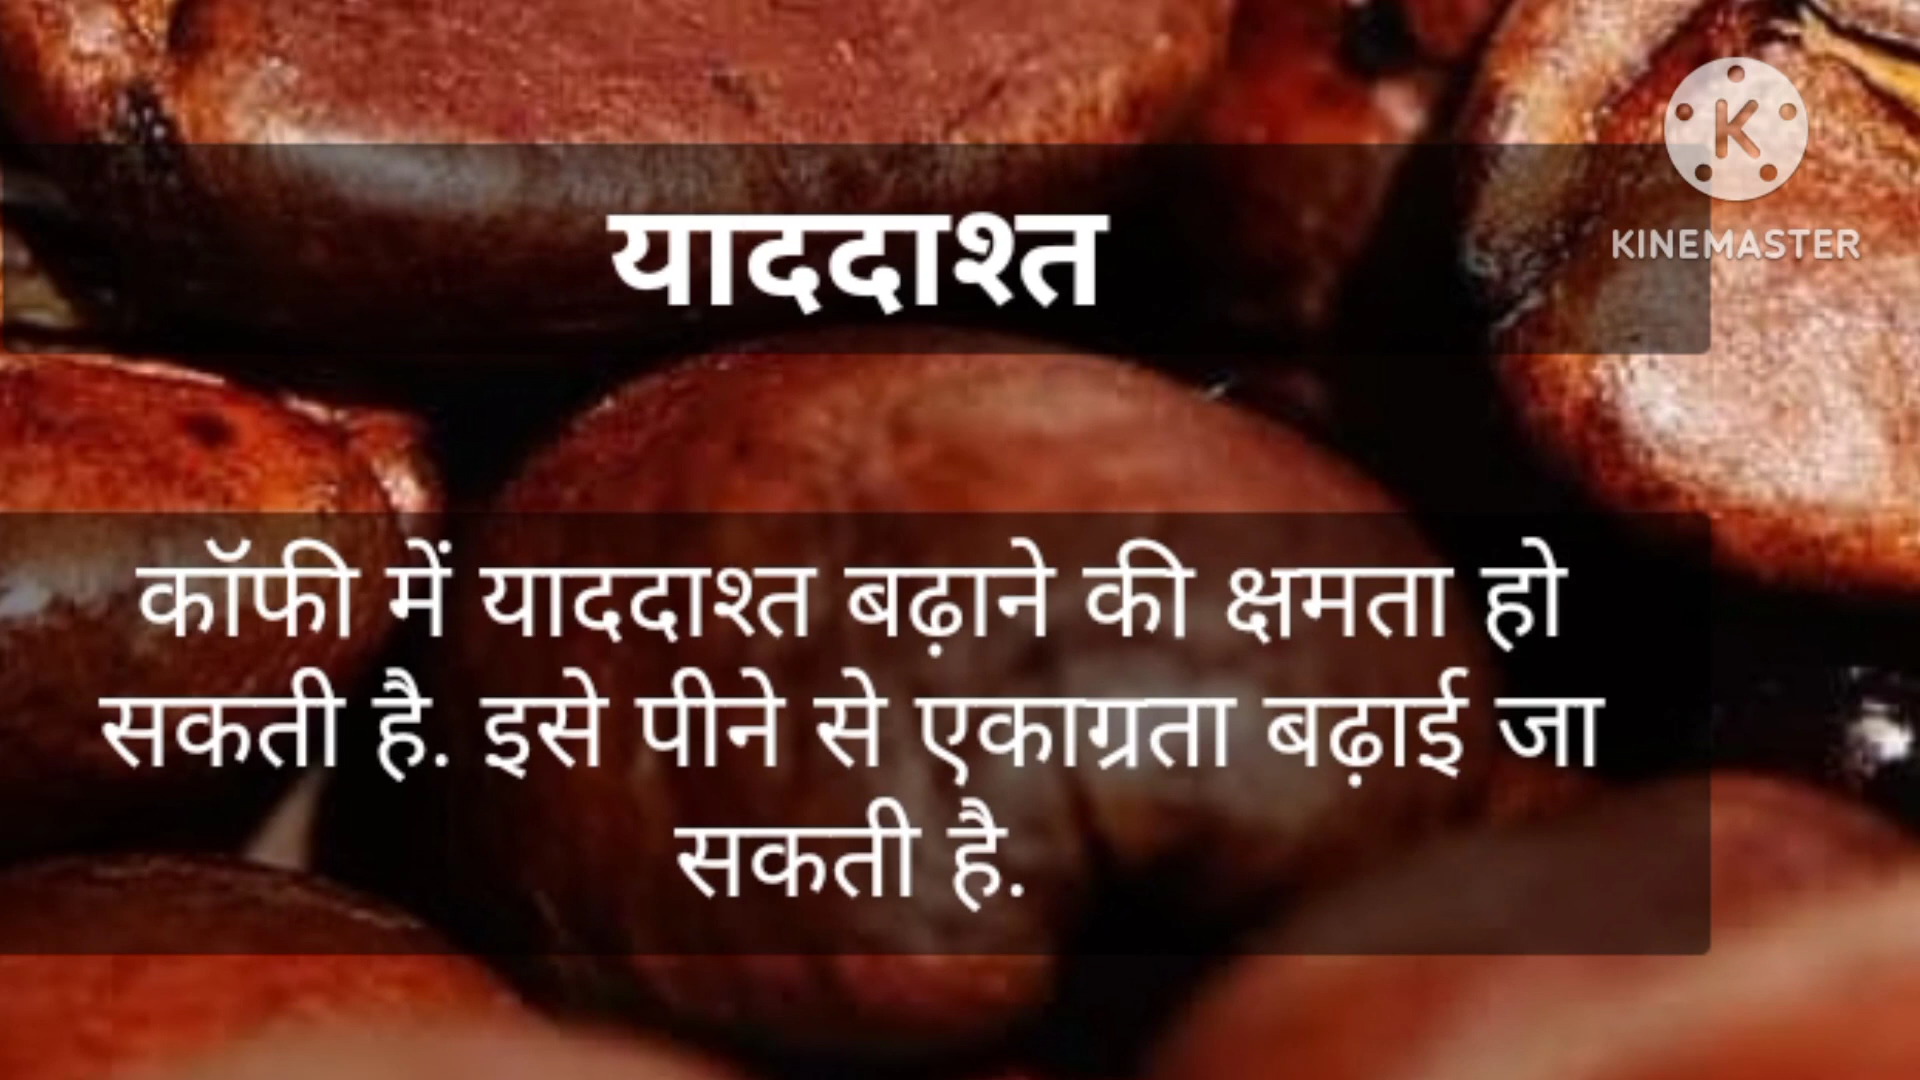 याददाश्त
KINEMASTER
कॉफी में याददाश्त बढ़ाने की क्षमता हो
सकती है. इसे पीने से एकाग्रता बढ़ाई जा
सकती है.